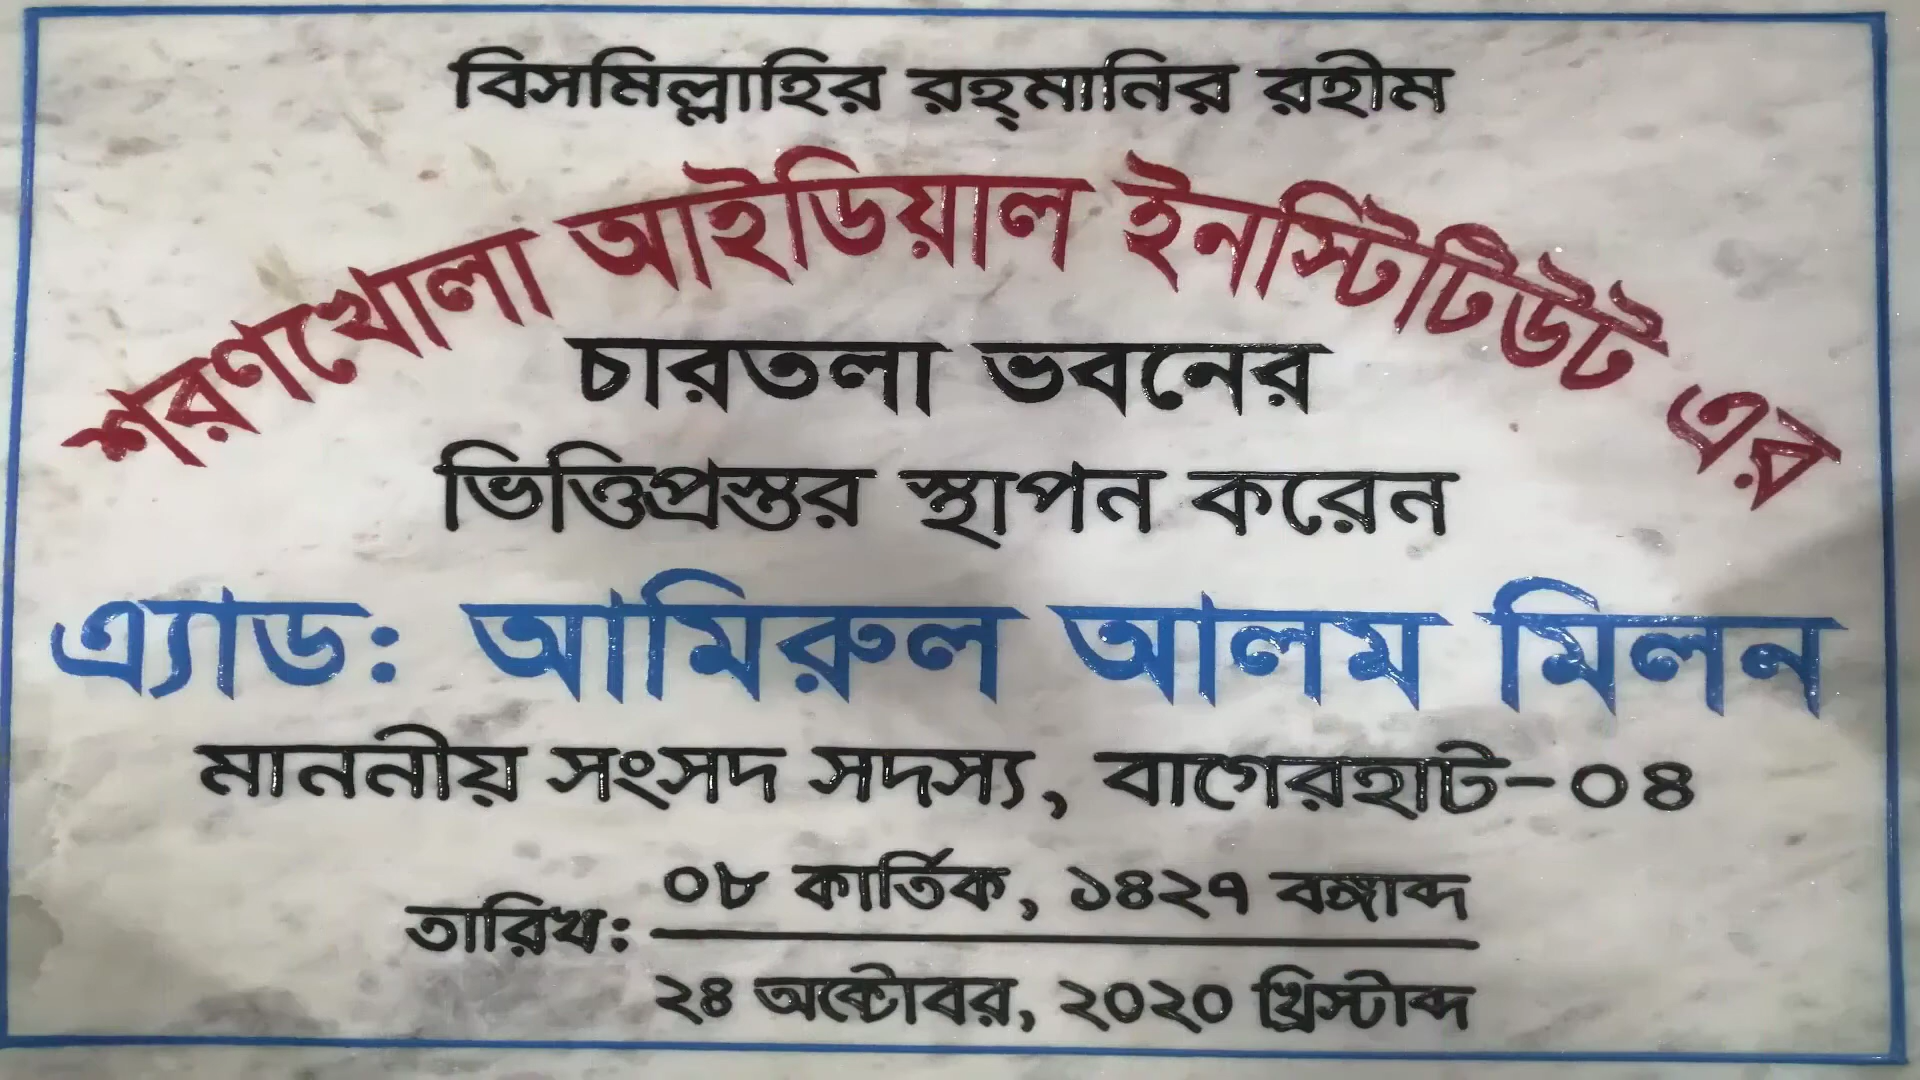 বিসমিল্লাহির রহ্‌মানির রহীম
শরণখোলা আইডিয়াল ইনস্টিটিউট এর
চারতলা ভবনের
ভিত্তিপ্রস্তর স্থাপন করেন
এ্যাড: আমিরুল আলম মিলন
মাননীয় সংসদ সদস্য, বাগেরহাট-০৪
তারিখ: ০৮ কার্তিক, ১৪২৭ বঙ্গাব্দ
২৪ অক্টোবর, ২০২০ খ্রিস্টাব্দ